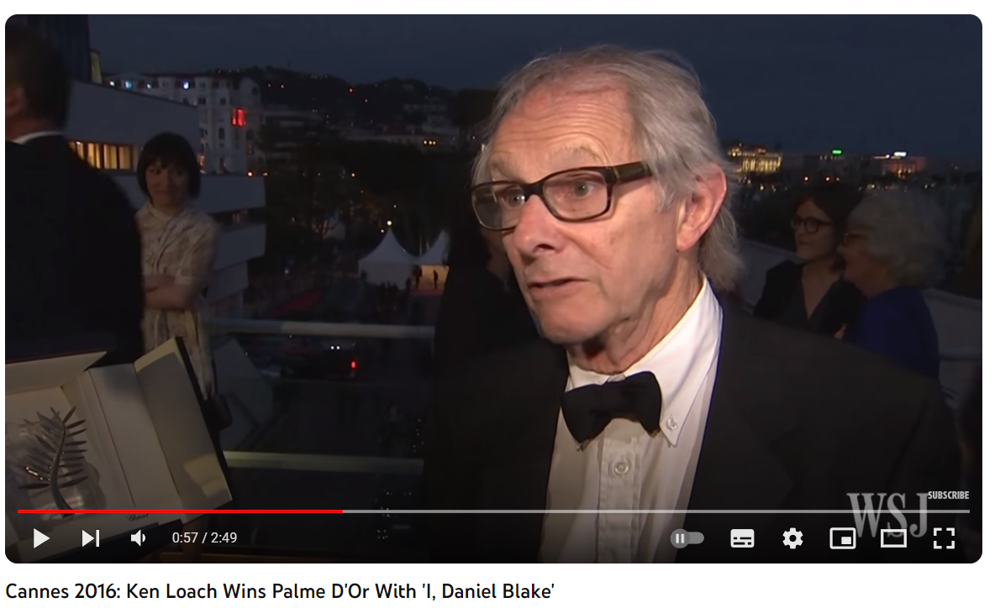 WSJ
SUBSCRIBE
0:57 / 2:49
Cannes 2016: Ken Loach Wins Palme D'Or With 'I, Daniel Blake'